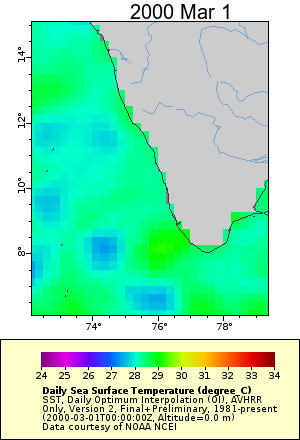 2000 Mar 1
14°
12°
10°
8°
74° 76° 78°
24 25 26 27 28 29 30 31 32 33 34
Daily Sea Surface Temperature (degree_C)
SST, Daily Optimum Interpolation (OI), AVHRR
Only, Version 2, Final+Preliminary, 1981-present
(2000-03-01T00:00:00Z, Altitude=0.0 m)
Data courtesy of NOAA NCEI